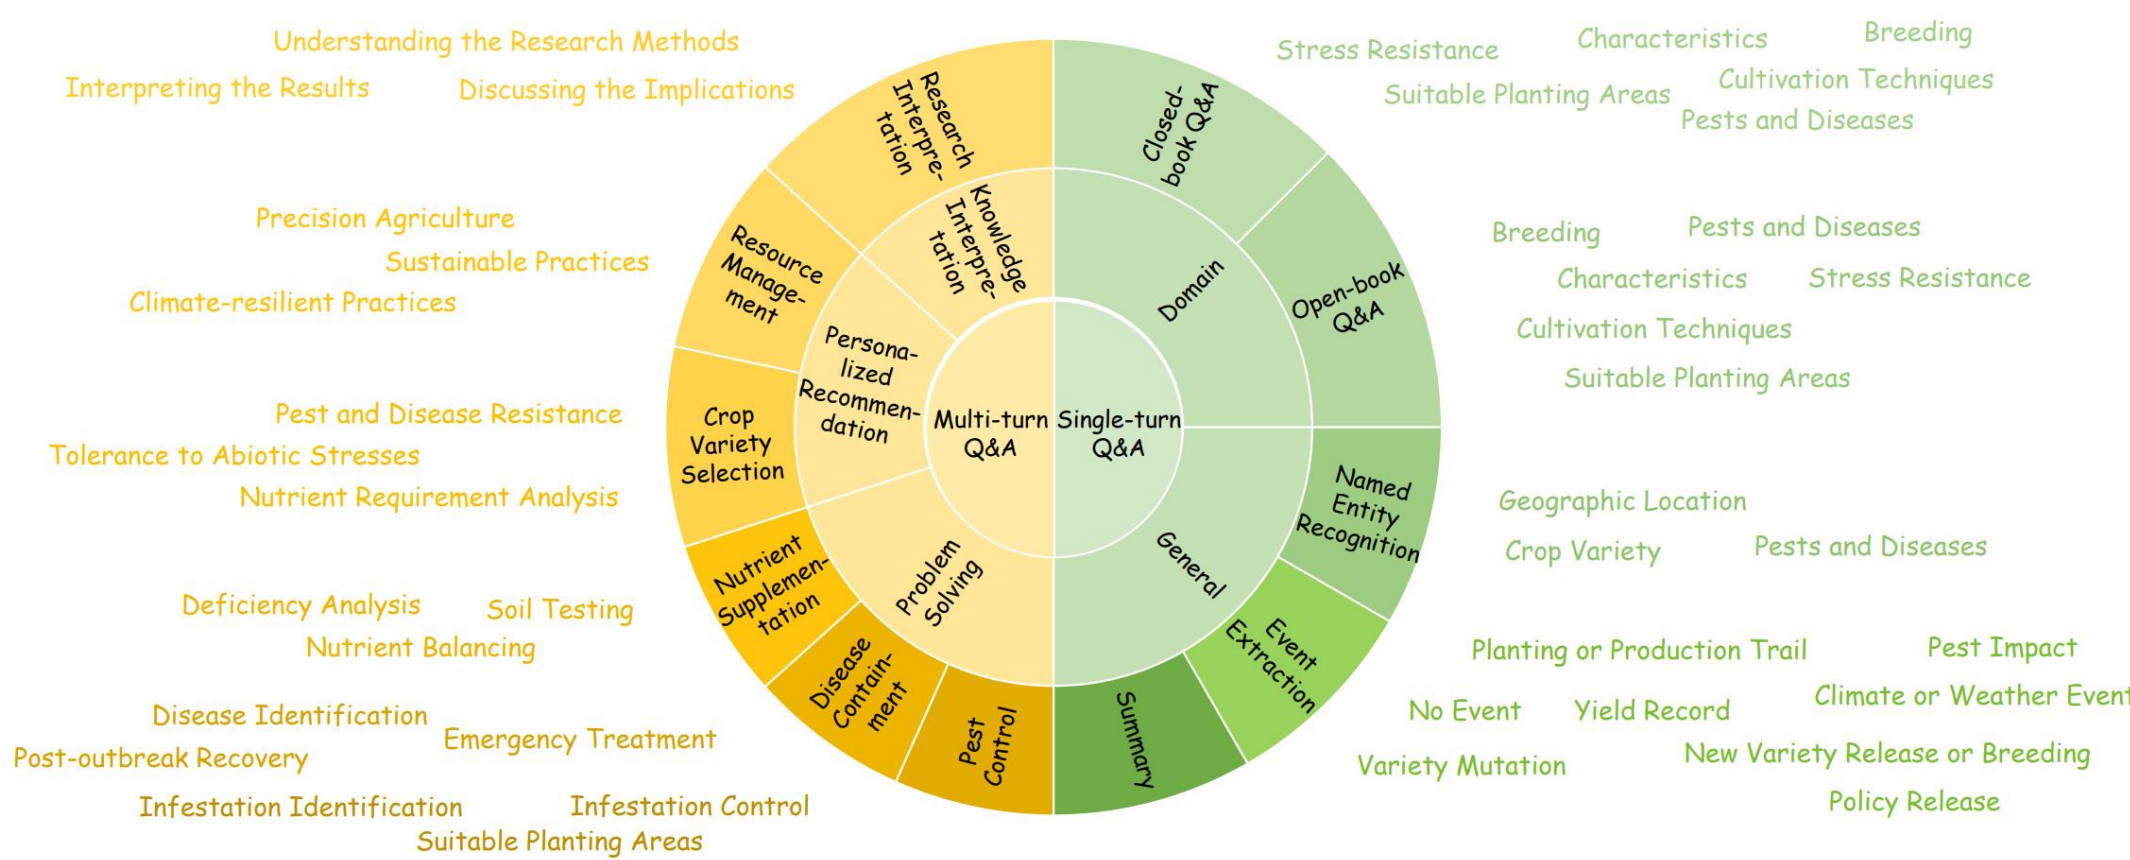 Understanding the Research Methods
Interpreting the Results
Discussing the Implications
Precision Agriculture
Sustainable Practices
Climate-resilient Practices
Pest and Disease Resistance
Tolerance to Abiotic Stresses
Nutrient Requirement Analysis
Deficiency Analysis
Soil Testing
Nutrient Balancing
Disease Identification
Emergency Treatment
Post-outbreak Recovery
Infestation Identification
Infestation Control
Suitable Planting Areas
Research
Interpre-
tation
Resource
Manage-
ment
Crop
Variety
Selection
Nutrient
Supplemen-
tation
Disease
Contain-
ment
Pest
Control
Knowledge
Interpre-
tation
Persona-
lized
Recommen-
dation
Problem
Solving
Multi-turn
Q&A
Single-turn
Q&A
Domain
General
Closed-
book Q&A
Open-book
Q&A
Named
Entity
Recognition
Event
Extraction
Summary
Stress Resistance
Characteristics
Breeding
Suitable Planting Areas
Cultivation Techniques
Pests and Diseases
Breeding
Pests and Diseases
Characteristics
Stress Resistance
Cultivation Techniques
Suitable Planting Areas
Geographic Location
Crop Variety
Pests and Diseases
Planting or Production Trail
Pest Impact
No Event
Yield Record
Climate or Weather Event
Variety Mutation
New Variety Release or Breeding
Policy Release